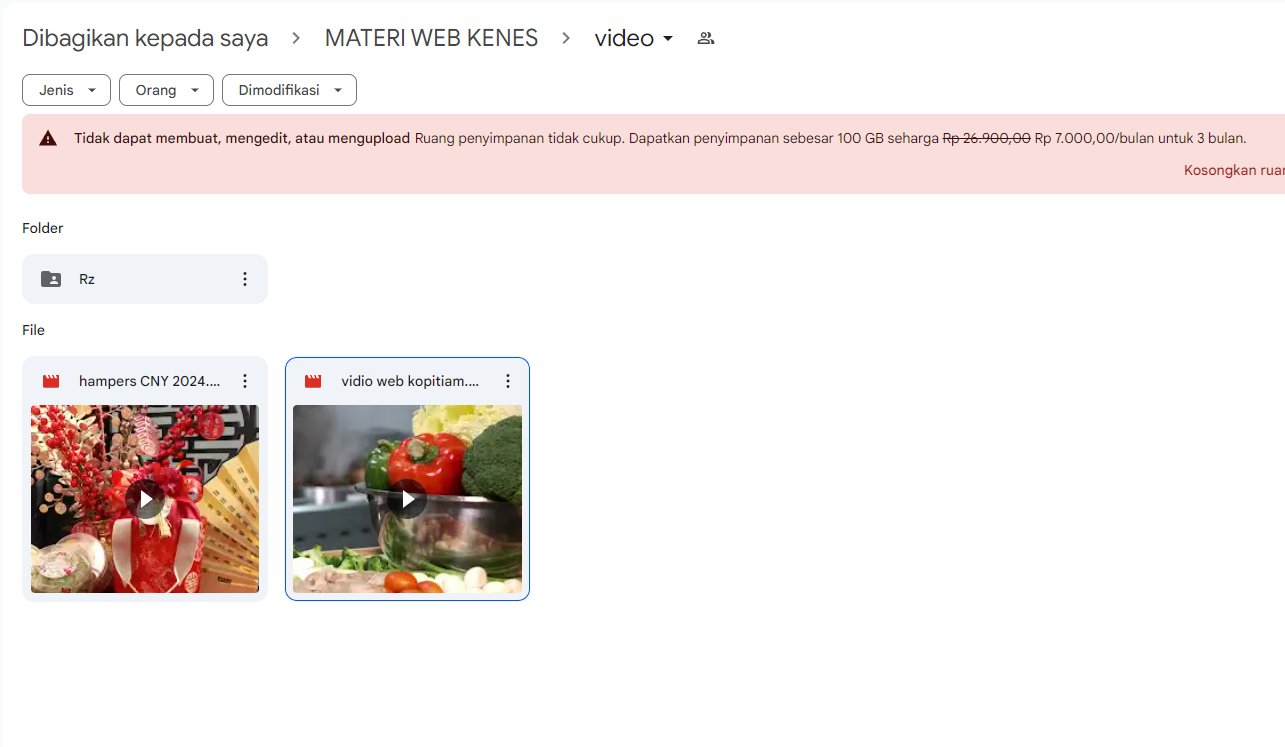 Dibagikan kepada saya > MATERI WEB KENES > video
Jenis Orang Dimodifikasi
Tidak dapat membuat, mengedit, atau mengupload Ruang penyimpanan tidak cukup. Dapatkan penyimpanan sebesar 100 GB seharga Rp 26.900,00 Rp 7.000,00/bulan untuk 3 bulan.
Kosongkan ruan
Folder
Rz
File
hampers CNY 2024....
vidio web kopitiam....